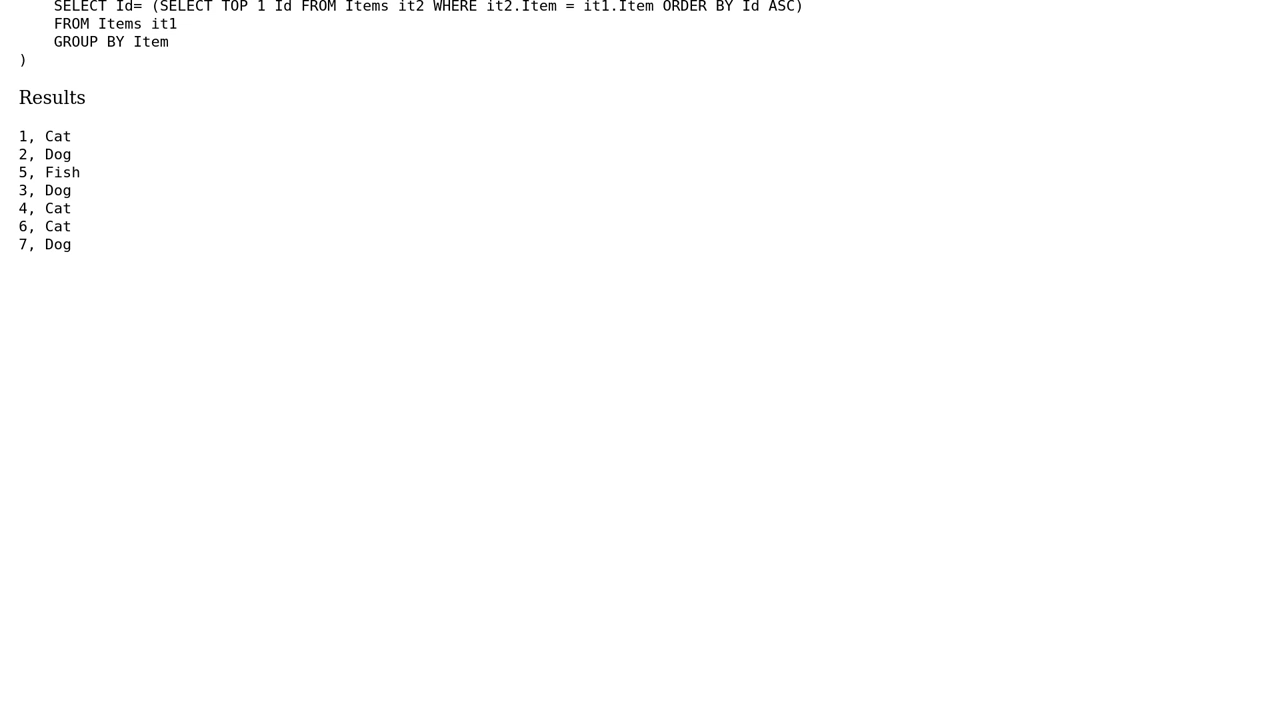 SELECT Id= (SELECT TOP 1 Id FROM Items it2 WHERE it2.Item = it1.Item ORDER BY Id ASC)
FROM Items it1
GROUP BY Item
)
Results
1, Cat
2, Dog
5, Fish
3, Dog
4, Cat
6, Cat
7, Dog